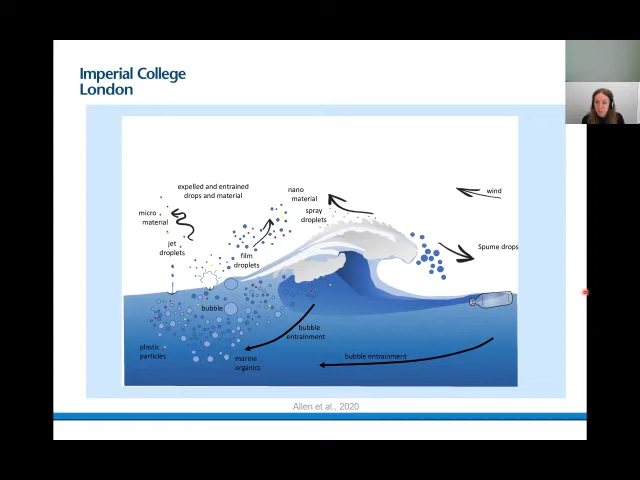 Imperial College
London
expelled and entrained
drops and material
nano
material
wind
micro
material
spray
droplets
jet
droplets
Spume drops
film
droplets
bubble
bubble
entrainment
plastic
particles
marine
organics
bubble entrainment
Allen et al., 2020